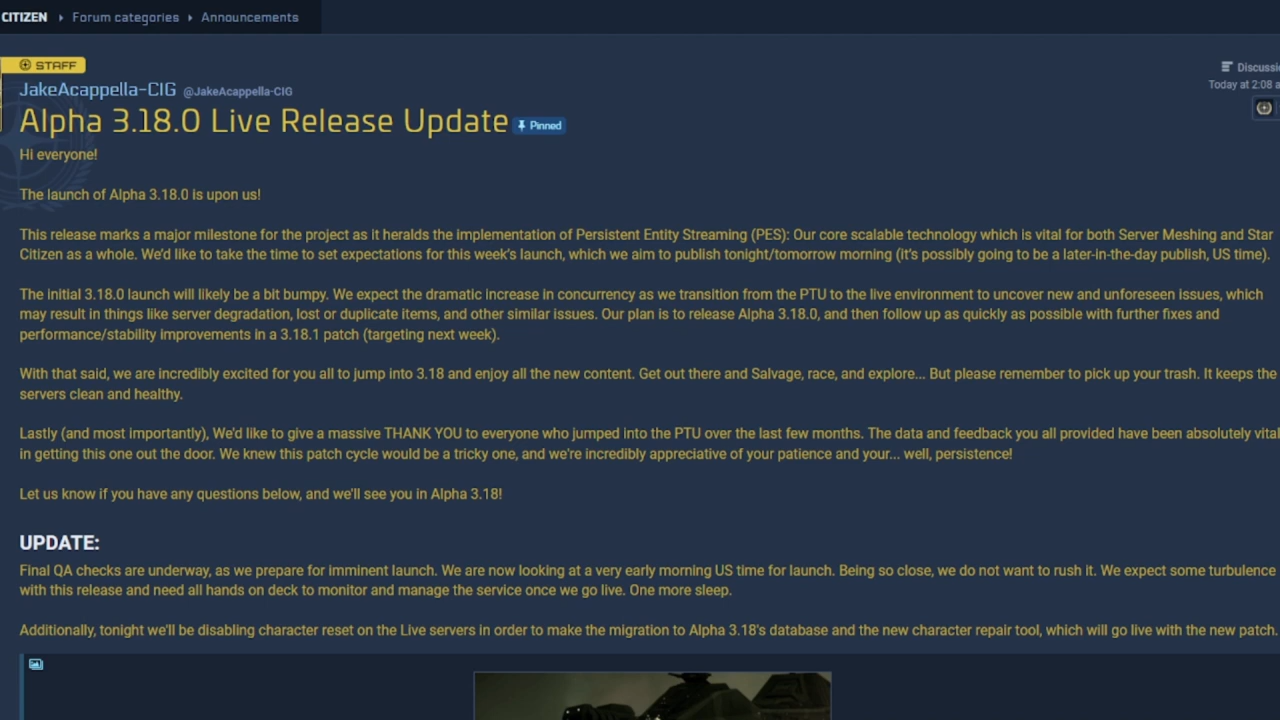 CITIZEN Forum categories Announcements
STAFF
Discussi
JakeAcappella-CIG @JakeAcappella-CIG
Today at 2:08 a
Alpha 3.18.0 Live Release Update Pinned
Hi everyone!
The launch of Alpha 3.18.0 is upon us!
This release marks a major milestone for the project as it heralds the implementation of Persistent Entity Streaming (PES): Our core scalable technology which is vital for both Server Meshing and Star
Citizen as a whole. We'd like to take the time to set expectations for this week's launch, which we aim to publish tonight/tomorrow morning (it's possibly going to be a later-in-the-day publish, US time).
The initial 3.18.0 launch will likely be a bit bumpy. We expect the dramatic increase in concurrency as we transition from the PTU to the live environment to uncover new and unforeseen issues, which
may result in things like server degradation, lost or duplicate items, and other similar issues. Our plan is to release Alpha 3.18.0, and then follow up as quickly as possible with further fixes and
performance/stability improvements in a 3.18.1 patch (targeting next week).
With that said, we are incredibly excited for you all to jump into 3.18 and enjoy all the new content. Get out there and Salvage, race, and explore... But please remember to pick up your trash. It keeps the
servers clean and healthy.
Lastly (and most importantly), We'd like to give a massive THANK YOU to everyone who jumped into the PTU over the last few months. The data and feedback you all provided have been absolutely vital
in getting this one out the door. We knew this patch cycle would be a tricky one, and we're incredibly appreciative of your patience and your... well, persistence!
Let us know if you have any questions below, and we'll see you in Alpha 3.18!
UPDATE:
Final QA checks are underway, as we prepare for imminent launch. We are now looking at a very early morning US time for launch. Being so close, we do not want to rush it. We expect some turbulence
with this release and need all hands on deck to monitor and manage the service once we go live. One more sleep.
Additionally, tonight we'll be disabling character reset on the Live servers in order to make the migration to Alpha 3.18's database and the new character repair tool, which will go live with the new patch.